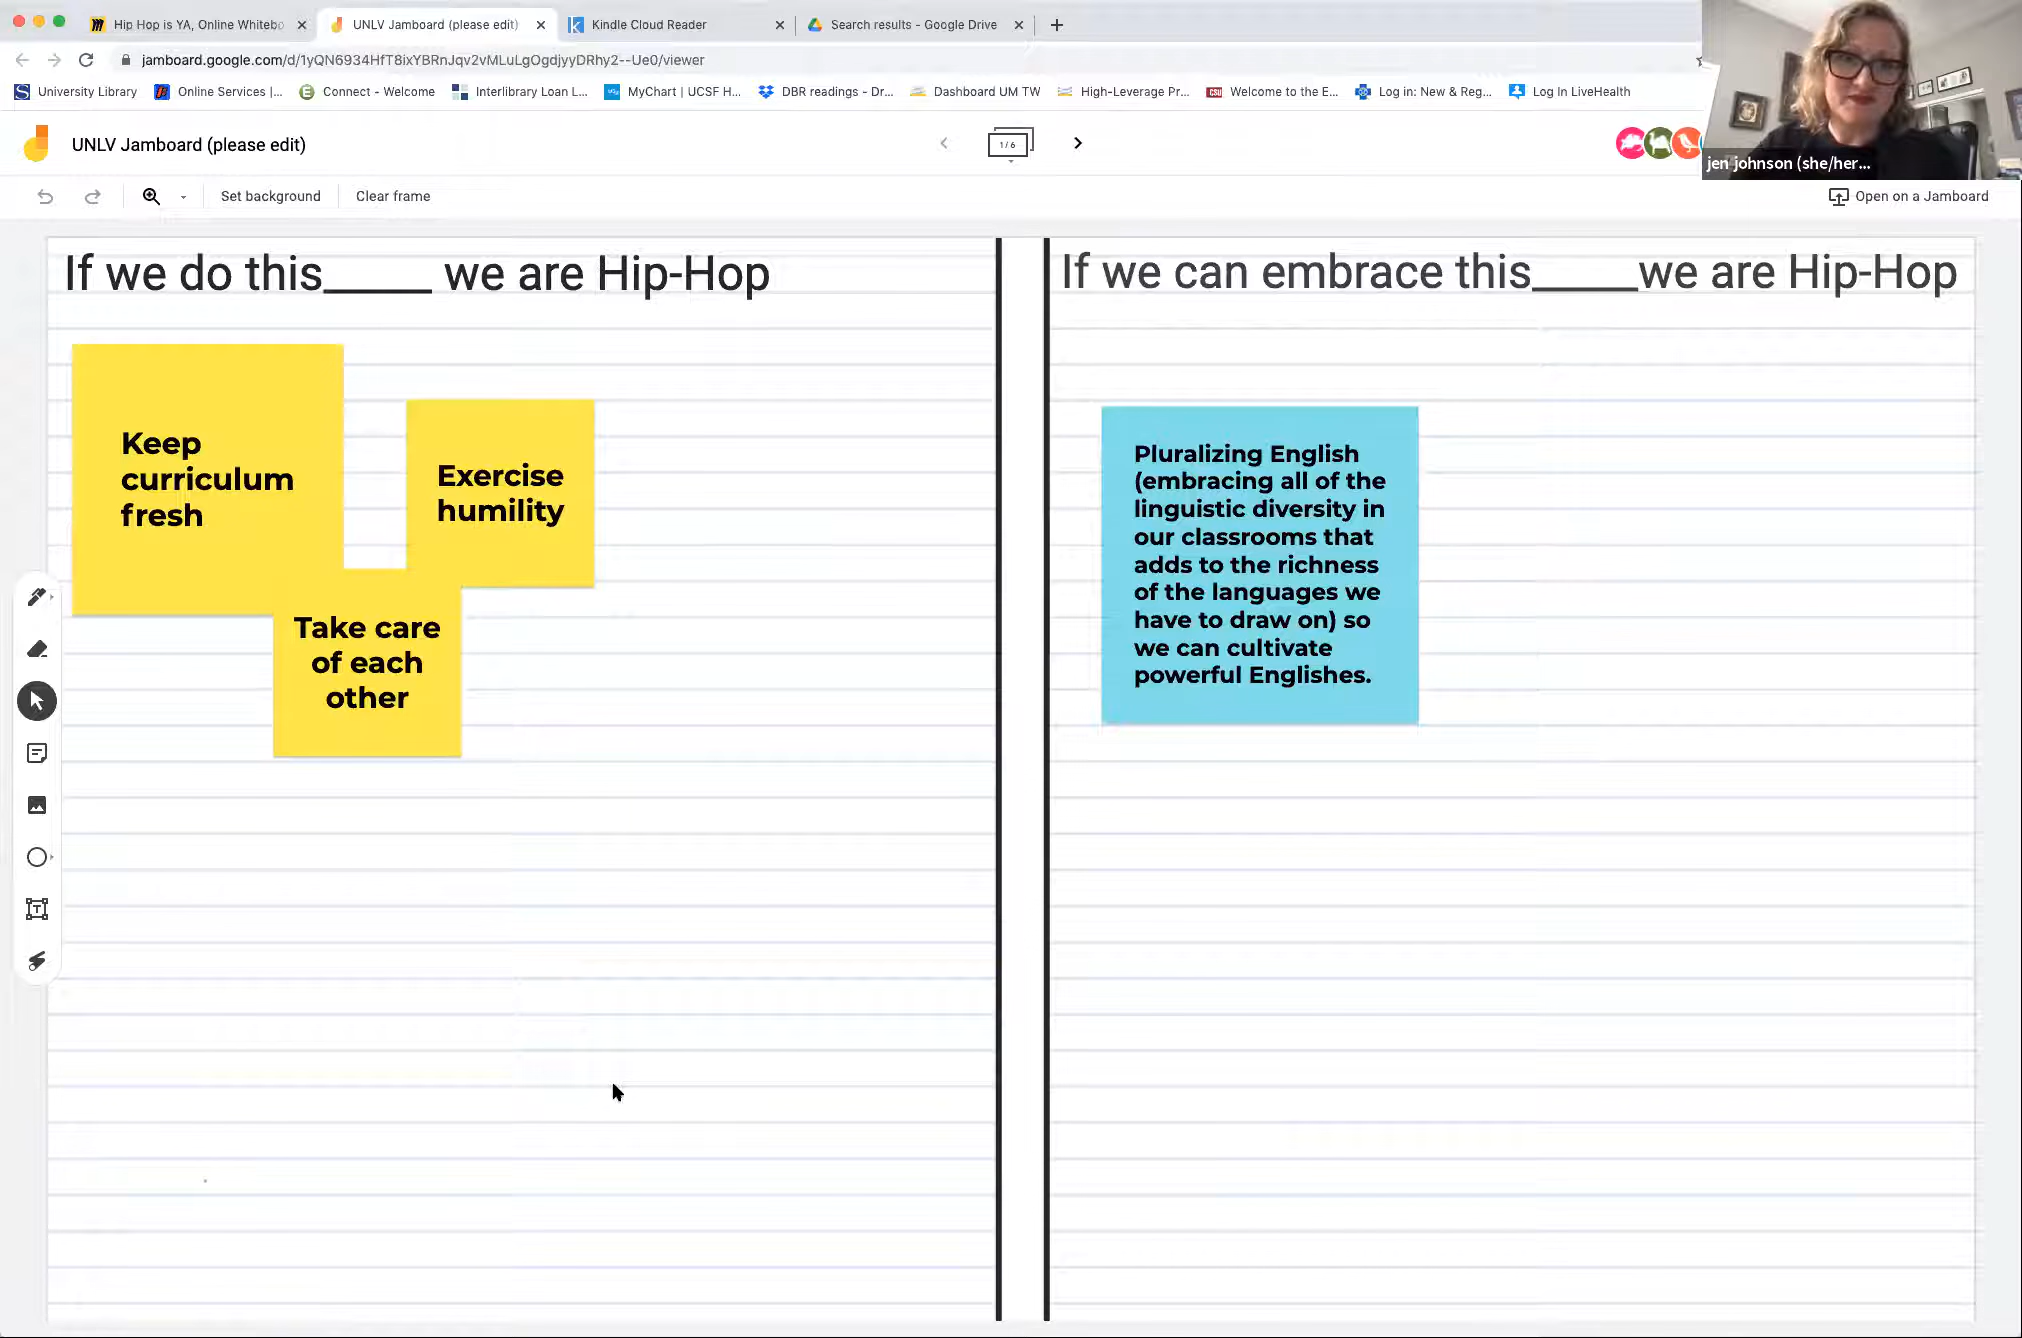 Hip Hop is YA, Online Whitebo
UNLV Jamboard (please edit)
Kindle Cloud Reader
Search results - Google Drive
jamboard.google.com/d/1yQN6934HfT8ixYBRnJqv2vMLuLgOgdjyyDRhy2--Ue0/viewer
University Library
Online Services |...
Connect - Welcome
Interlibrary Loan L...
MyChart | UCSF H...
DBR readings - Dr...
Dashboard UM TW
High-Leverage Pr...
Welcome to the E...
Log in: New & Reg...
Log In LiveHealth
UNLV Jamboard (please edit)
1 / 6
jen johnson (she/her...
Set background
Clear frame
Open on a Jamboard
If we do this_____ we are Hip-Hop
Keep
curriculum
fresh
Exercise
humility
Take care
of each
other
If we can embrace this_____we are Hip-Hop
Pluralizing English
(embracing all of the
linguistic diversity in
our classrooms that
adds to the richness
of the languages we
have to draw on) so
we can cultivate
powerful Englishes.